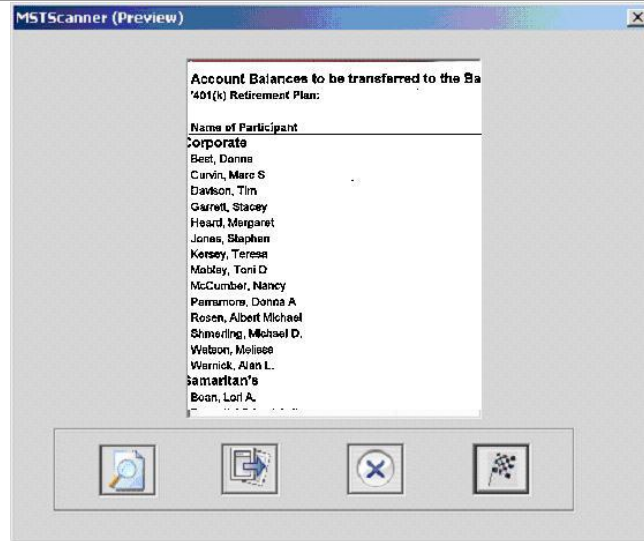 MSTScanner (Preview)
Account Balances to be transferred to the Ba
'401(k) Retirement Plan:
Name of Participant
Corporate
Best, Donna
Curvin, Marc S
Davison, Tim
Garrett, Stacey
Heard, Margaret
Jones, Stephen
Kersey, Teresa
Mobley, Toni D
McCumber, Nancy
Parramore, Donna A
Rosen, Albert Michael
Shmerling, Michael D.
Watson, Melissa
Warnick, Alan L.
Samaritan's
Bean, Lori A.